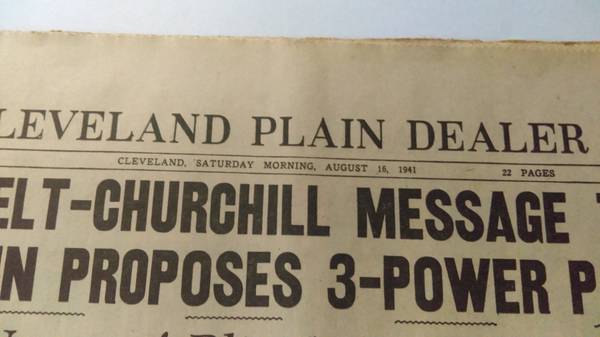 LEVELAND PLAIN DEALER
CLEVELAND, SATURDAY MORNING, AUGUST 16, 1941 22 PAGES
ELT-CHURCHILL MESSAGE
N PROPOSES 3-POWER P